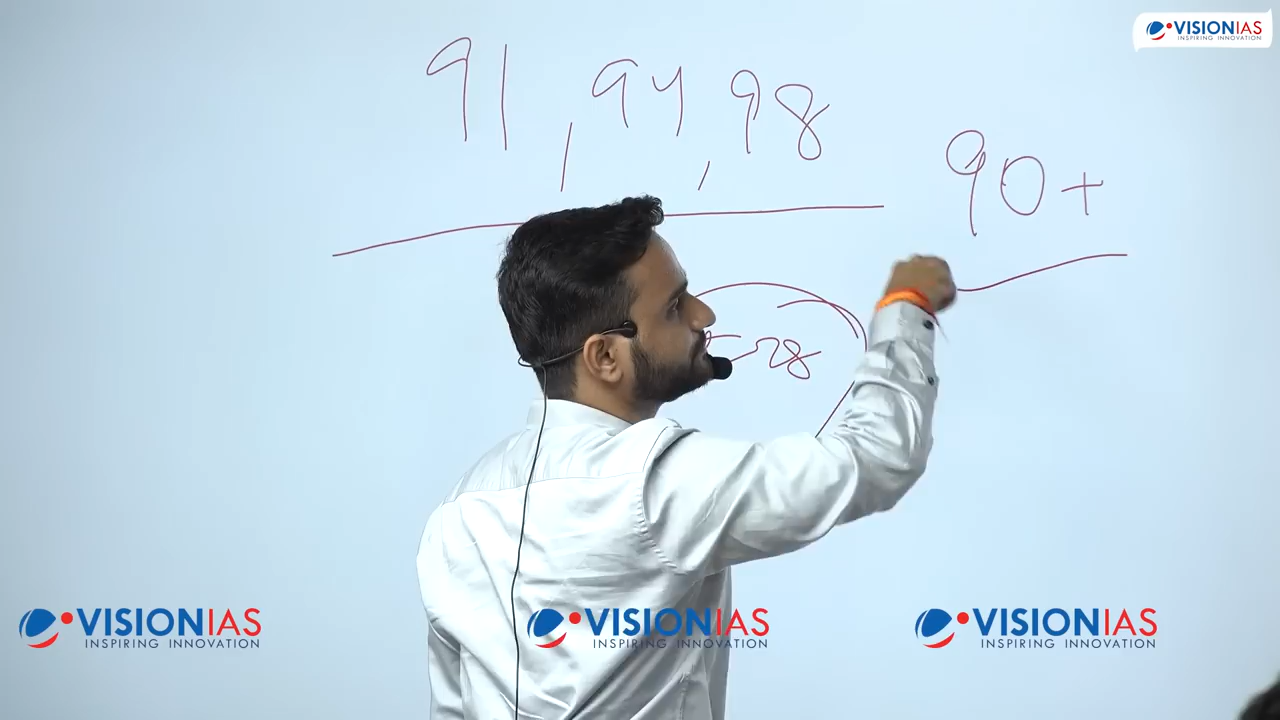 VISIONIAS
INSPIRING INNOVATION
91, 94, 98
90+
28
VISIONIAS
INSPIRING INNOVATION
VISIONIAS
INSPIRING INNOVATION
VISIONIAS
INSPIRING INNOVATION